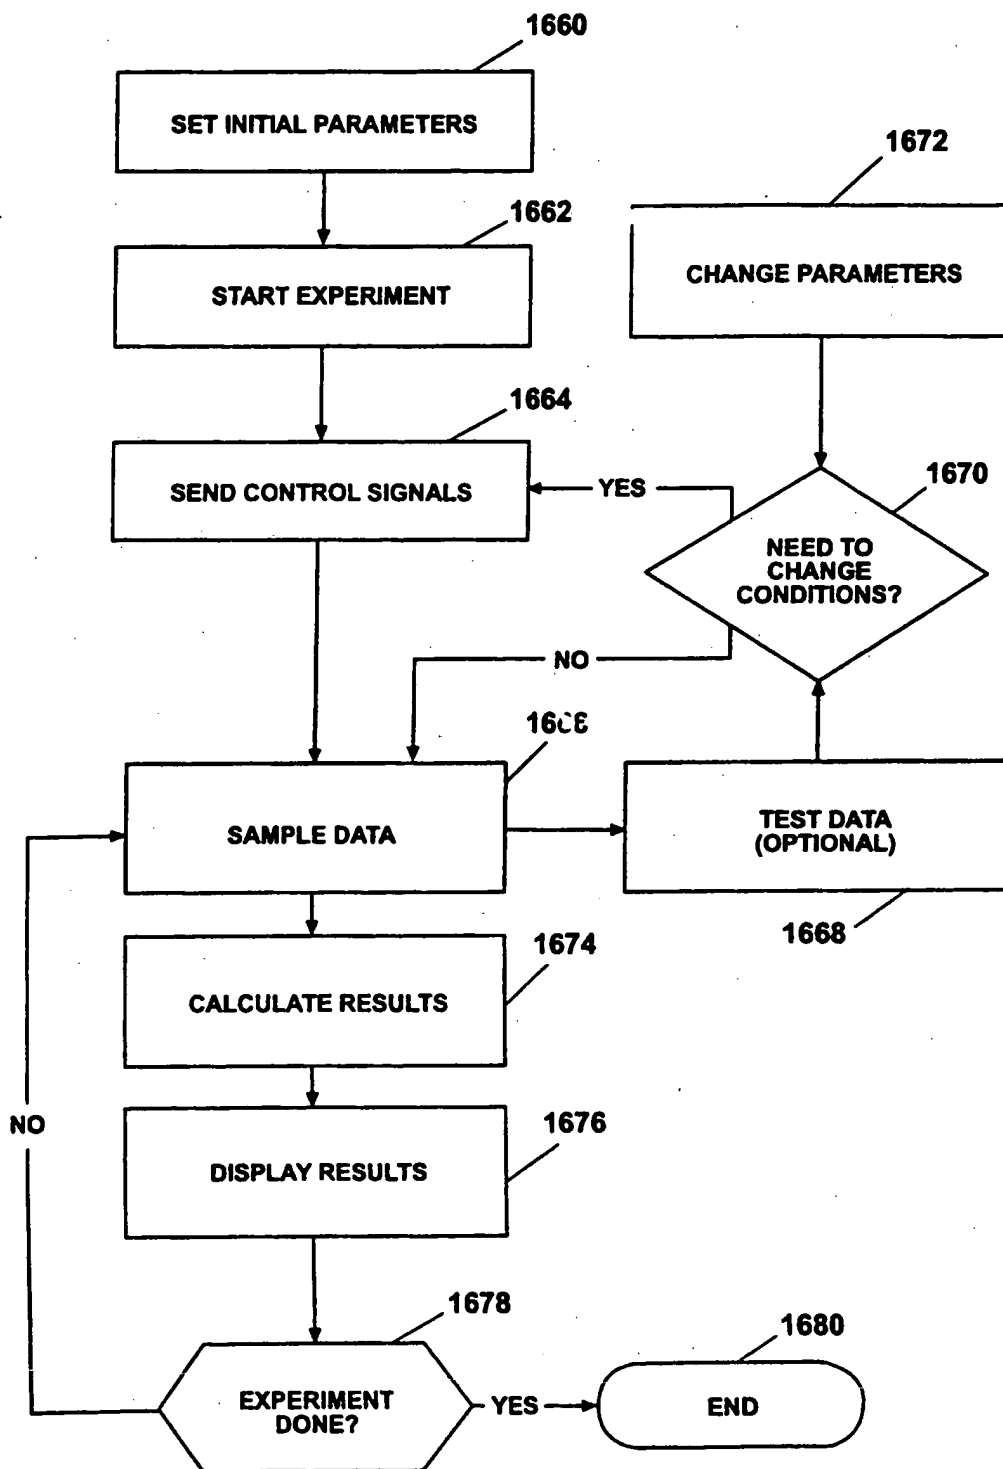 1660
SET INITIAL PARAMETERS
1672
1662
CHANGE PARAMETERS
START EXPERIMENT
1664
1670
SEND CONTROL SIGNALS
YES
NEED TO
CHANGE
CONDITIONS?
NO
SAMPLE DATA
TEST DATA
(OPTIONAL)
1668
1674
CALCULATE RESULTS
NO
1676
DISPLAY RESULTS
1678
1680
EXPERIMENT
DONE?
YES
END